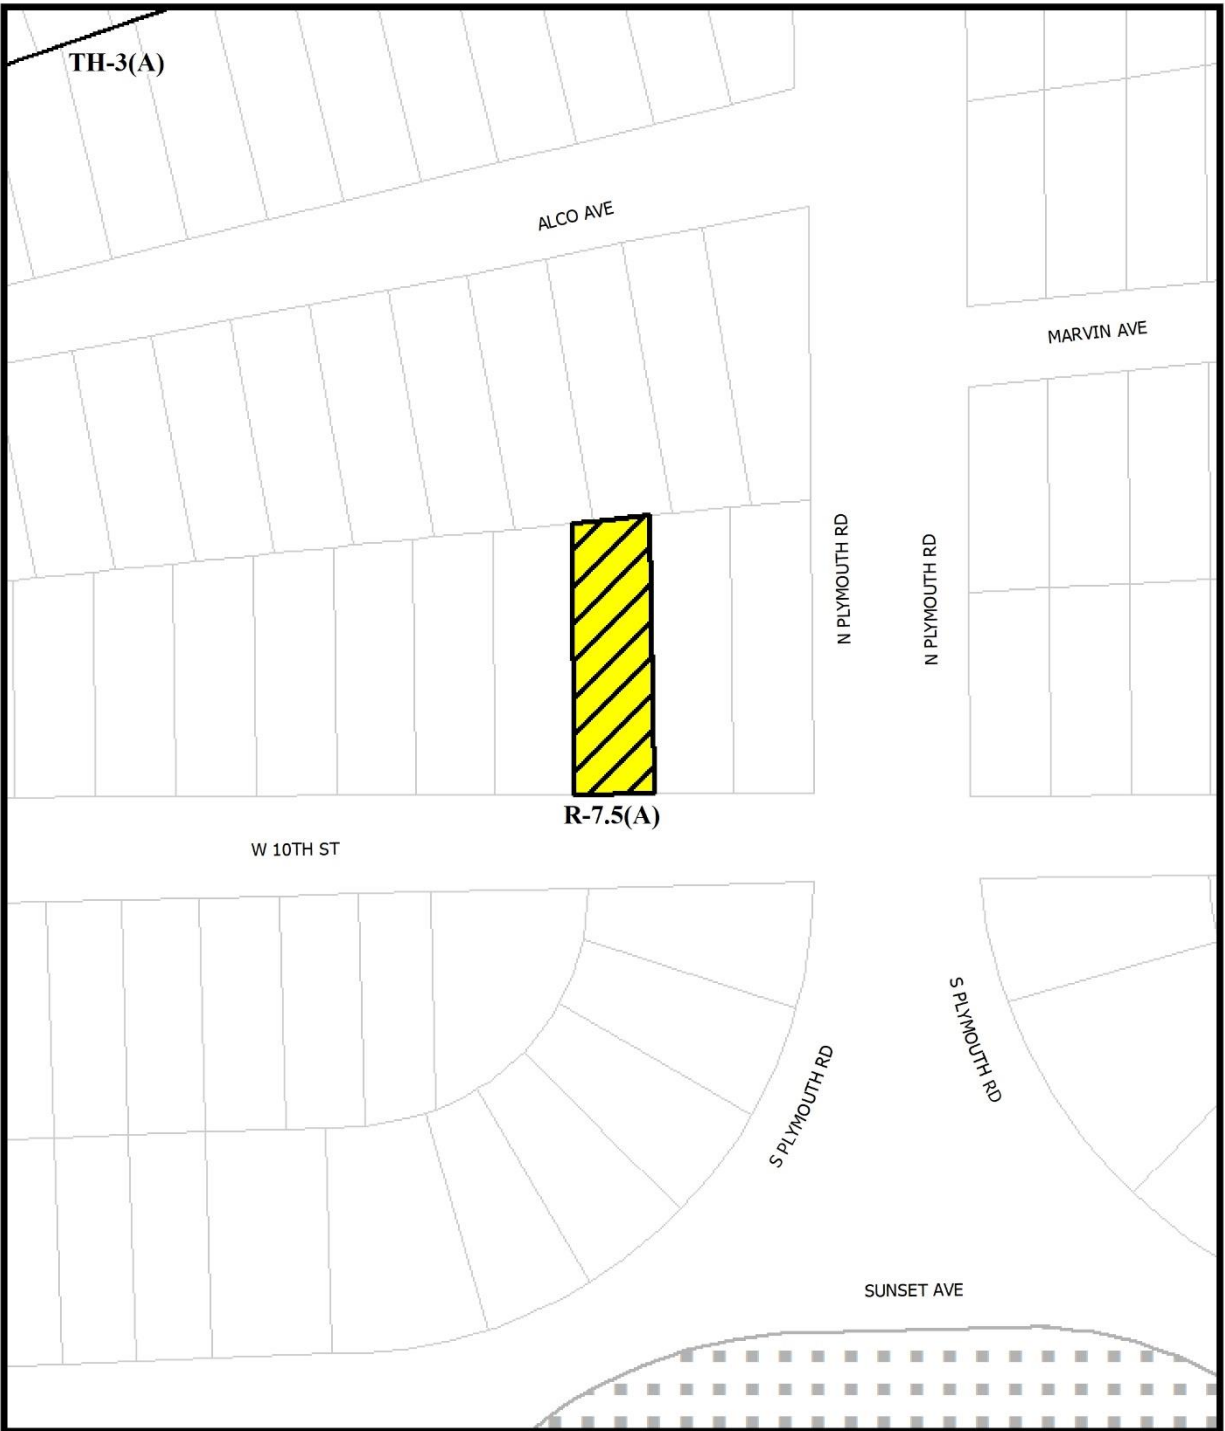 TH-3(A)
ALCO AVE
MARVIN AVE
N PLYMOUTH RD
N PLYMOUTH RD
R-7.5(A)
W 10TH ST
S PLYMOUTH RD
S PLYMOUTH RD
SUNSET AVE